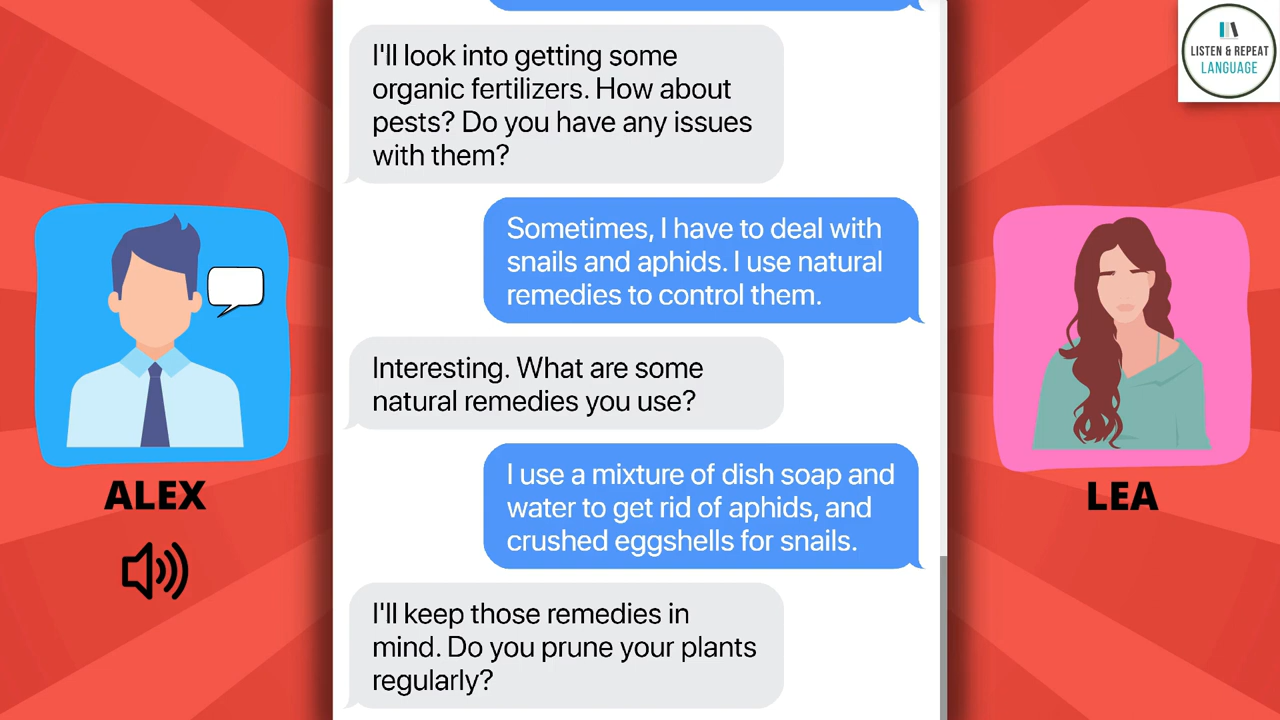 LISTEN & REPEAT
LANGUAGE
I'll look into getting some
organic fertilizers. How about
pests? Do you have any issues
with them?
Sometimes, I have to deal with
snails and aphids. I use natural
remedies to control them.
Interesting. What are some
natural remedies you use?
I use a mixture of dish soap and
water to get rid of aphids, and
crushed eggshells for snails.
I'll keep those remedies in
mind. Do you prune your plants
regularly?
ALEX
LEA